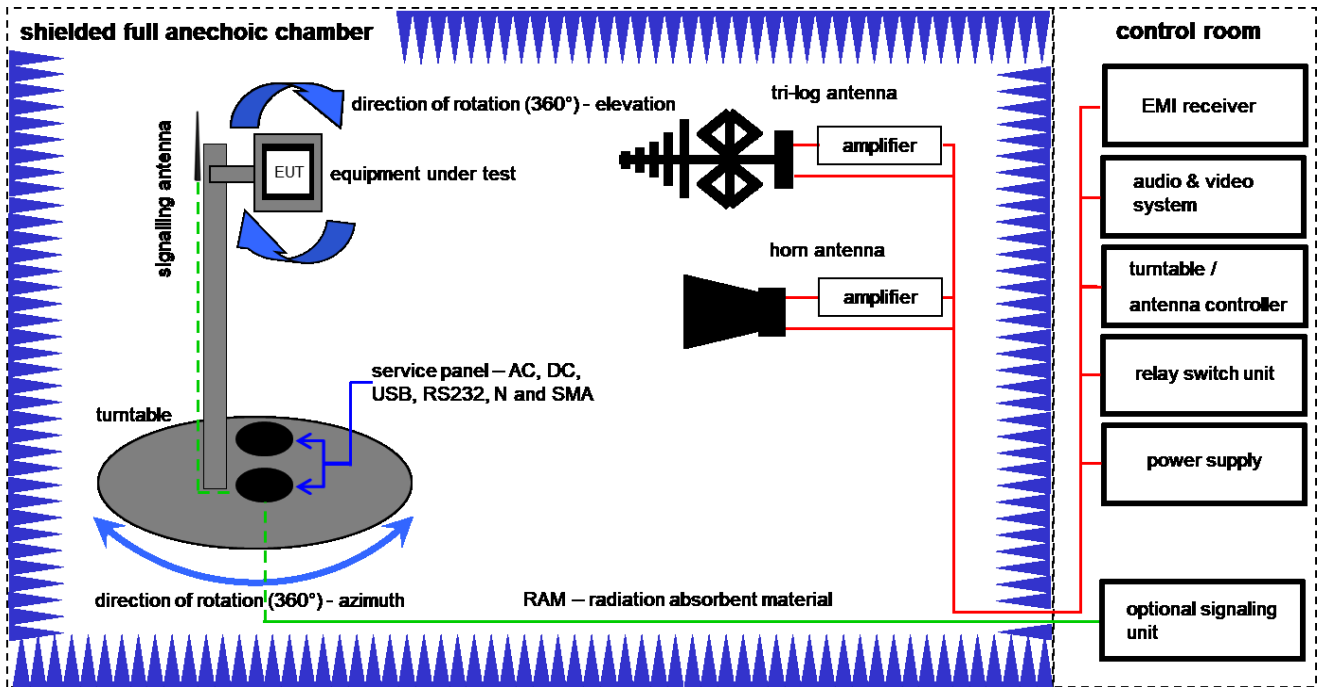 shielded full anechoic chamber
control room
direction of rotation (360°) - elevation
tri-log antenna
EMI receiver
amplifier
signalling antenna
EUT
equipment under test
audio & video
system
horn antenna
turntable /
antenna controller
amplifier
service panel – AC, DC,
USB, RS232, N and SMA
relay switch unit
turntable
power supply
direction of rotation (360°) - azimuth
RAM – radiation absorbent material
optional signaling
unit